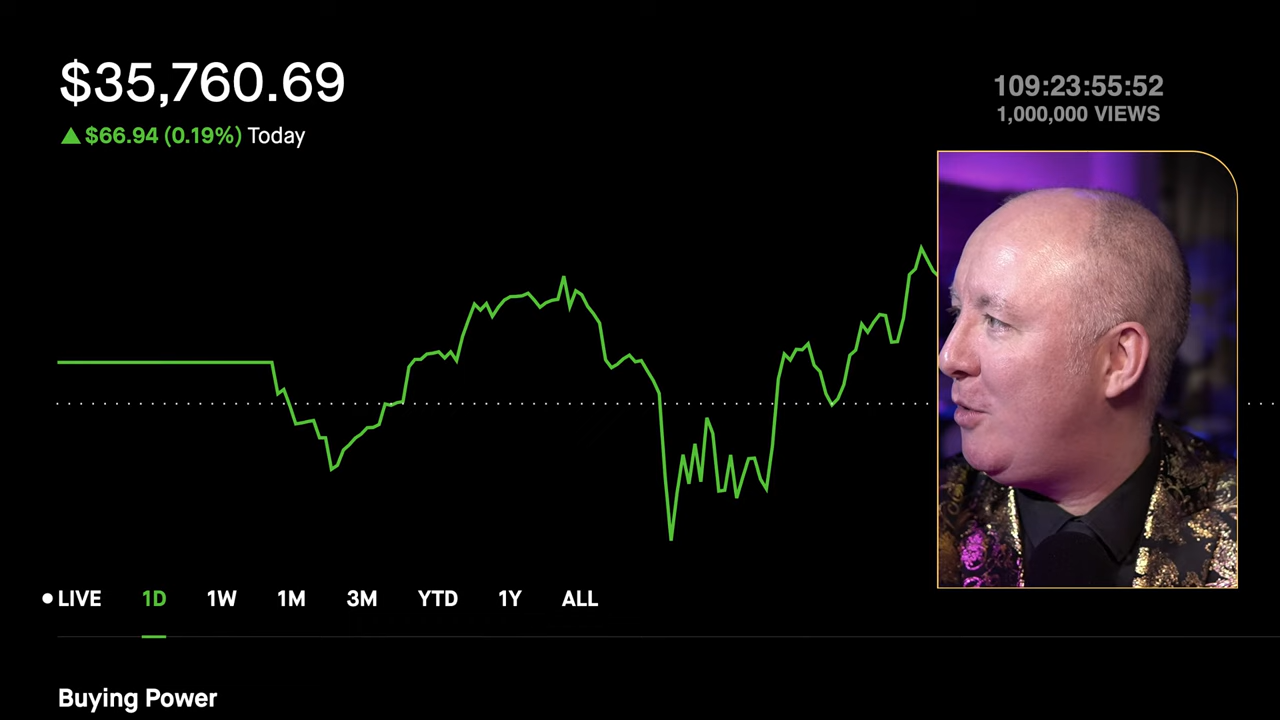 $35,760.69
▲$66.94 (0.19%) Today
109:23:55:52
1,000,000 VIEWS
LIVE 1D 1W 1M 3M YTD 1Y ALL
Buying Power